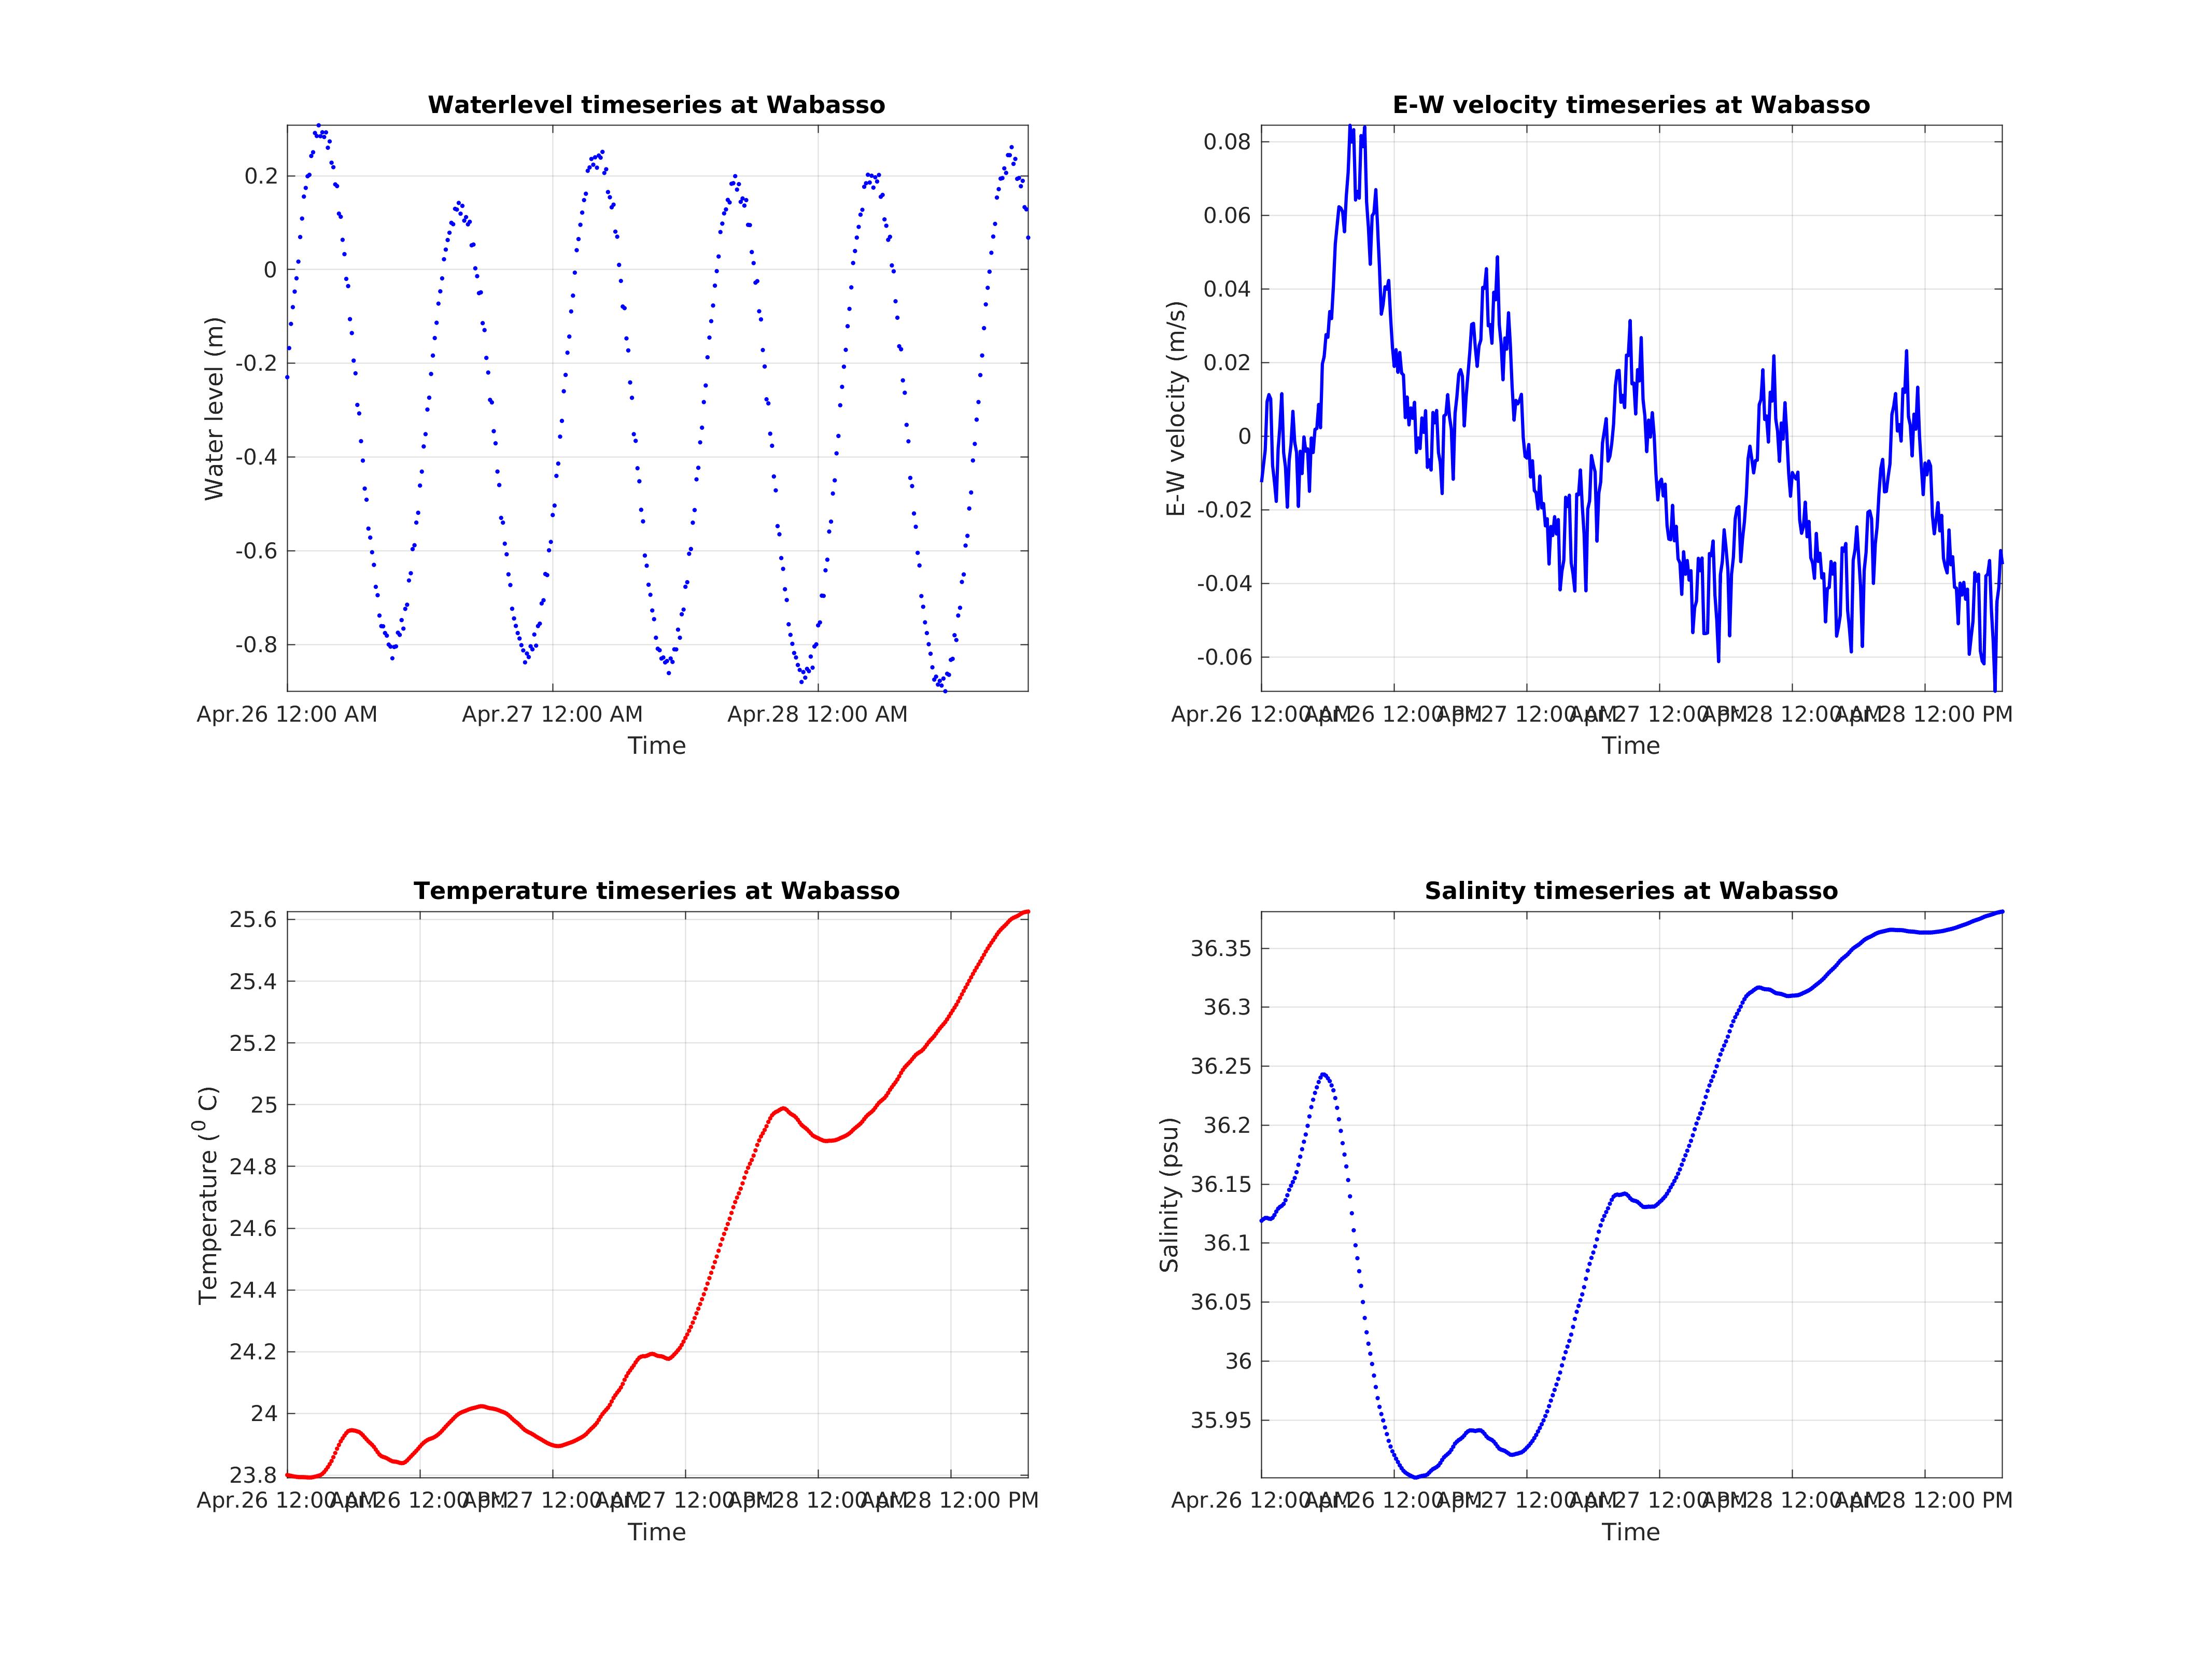 Waterlevel timeseries at Wabasso
Water level (m)
0.2
0
-0.2
-0.4
-0.6
-0.8
Apr.26 12:00 AM Apr.27 12:00 AM Apr.28 12:00 AM
Time
E-W velocity timeseries at Wabasso
E-W velocity (m/s)
0.08
0.06
0.04
0.02
0
-0.02
-0.04
-0.06
Apr.26 12:00 AM Apr.26 12:00 PM Apr.27 12:00 AM Apr.27 12:00 PM Apr.28 12:00 AM Apr.28 12:00 PM
Time
Temperature timeseries at Wabasso
Temperature (⁰ C)
25.6
25.4
25.2
25
24.8
24.6
24.4
24.2
24
23.8
Apr.26 12:00 AM Apr.26 12:00 PM Apr.27 12:00 AM Apr.27 12:00 PM Apr.28 12:00 AM Apr.28 12:00 PM
Time
Salinity timeseries at Wabasso
Salinity (psu)
36.35
36.3
36.25
36.2
36.15
36.1
36.05
36
35.95
Apr.26 12:00 AM Apr.26 12:00 PM Apr.27 12:00 AM Apr.27 12:00 PM Apr.28 12:00 AM Apr.28 12:00 PM
Time